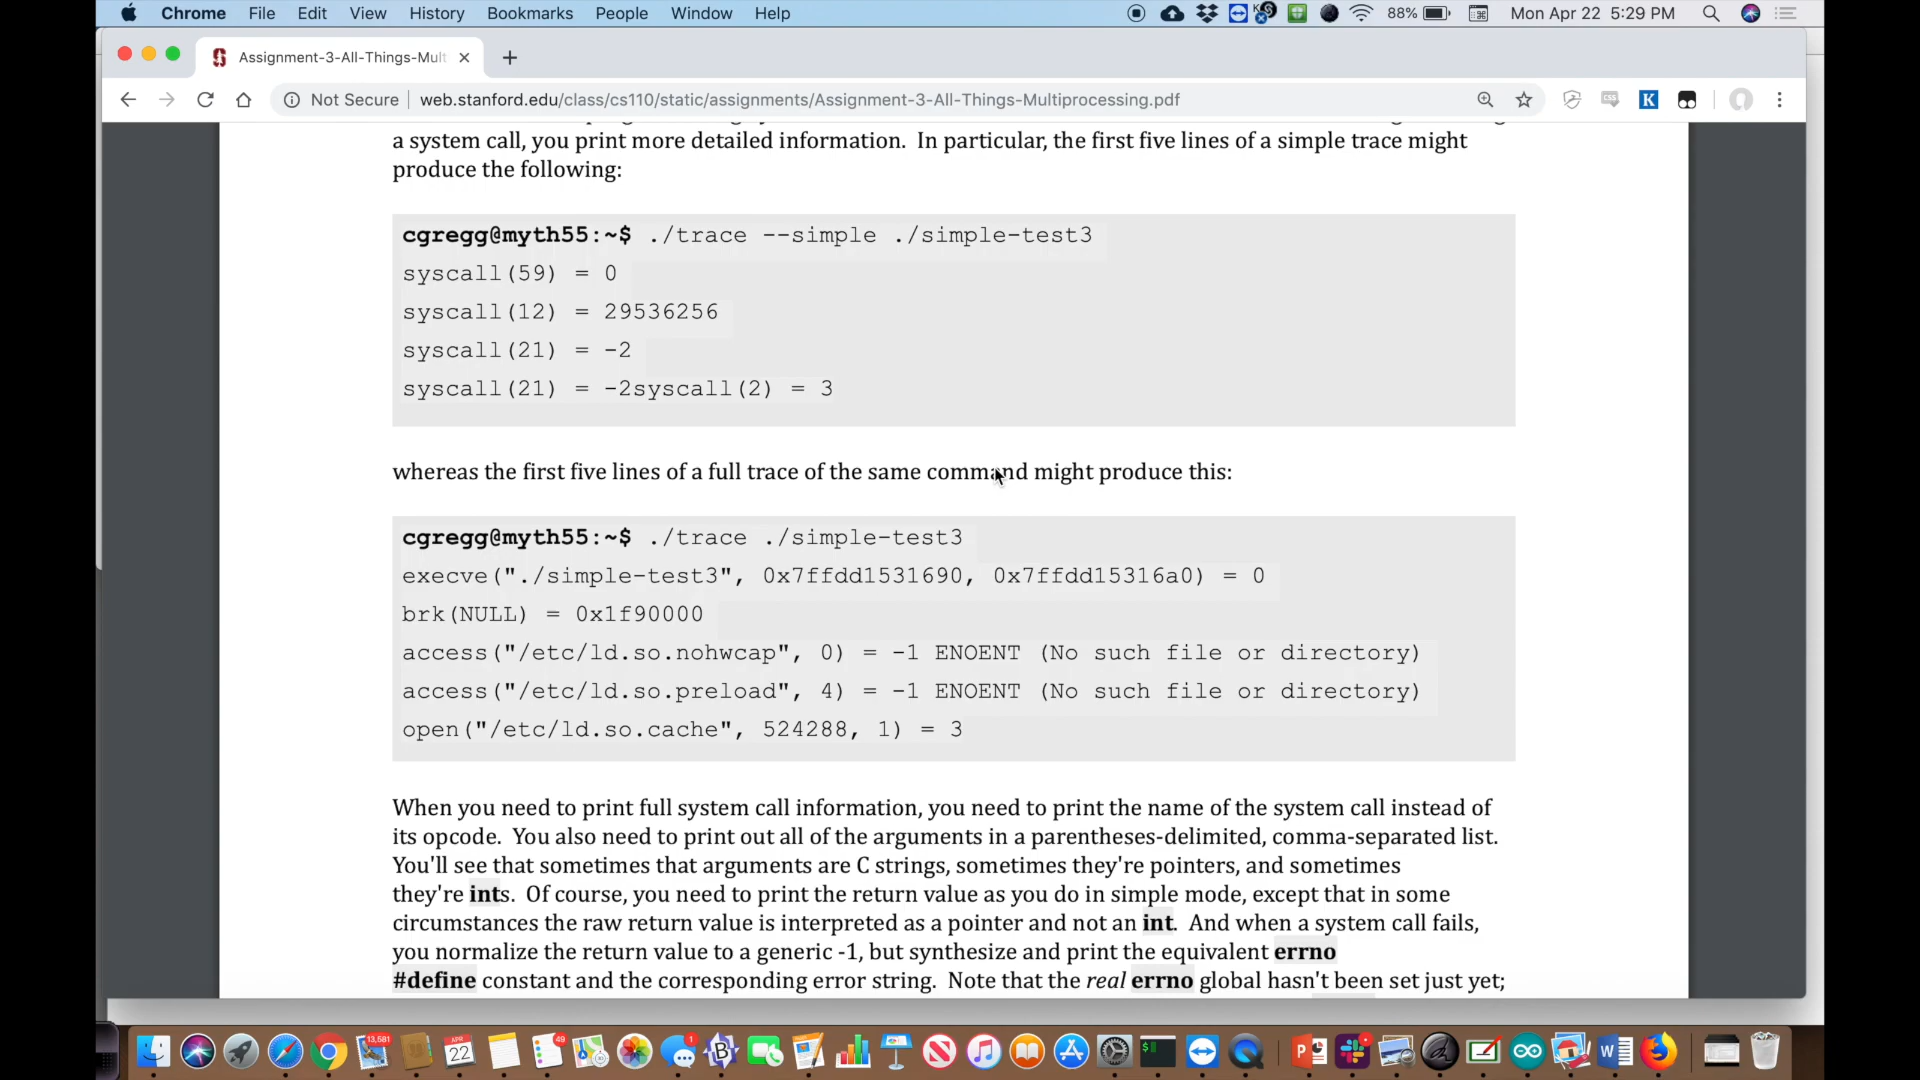 Chrome File Edit View History Bookmarks People Window Help 88% Mon Apr 22 5:29 PM
Assignment-3-All-Things-Mult
Not Secure web.stanford.edu/class/cs110/static/assignments/Assignment-3-All-Things-Multiprocessing.pdf
a system call, you print more detailed information. In particular, the first five lines of a simple trace might
produce the following:
cgregg@myth55:~$ ./trace --simple ./simple-test3
syscall(59) = 0
syscall(12) = 29536256
syscall(21) = -2
syscall(21) = -2syscall(2) = 3
whereas the first five lines of a full trace of the same command might produce this:
cgregg@myth55:~$ ./trace ./simple-test3
execve("./simple-test3", 0x7ffdd1531690, 0x7ffdd15316a0) = 0
brk(NULL) = 0x1f90000
access("/etc/ld.so.nohwcap", 0) = -1 ENOENT (No such file or directory)
access("/etc/ld.so.preload", 4) = -1 ENOENT (No such file or directory)
open("/etc/ld.so.cache", 524288, 1) = 3
When you need to print full system call information, you need to print the name of the system call instead of
its opcode. You also need to print out all of the arguments in a parentheses-delimited, comma-separated list.
You'll see that sometimes that arguments are C strings, sometimes they're pointers, and sometimes
they're ints. Of course, you need to print the return value as you do in simple mode, except that in some
circumstances the raw return value is interpreted as a pointer and not an int. And when a system call fails,
you normalize the return value to a generic -1, but synthesize and print the equivalent errno
#define constant and the corresponding error string. Note that the real errno global hasn't been set just yet;
13,581
APR
22
49
1